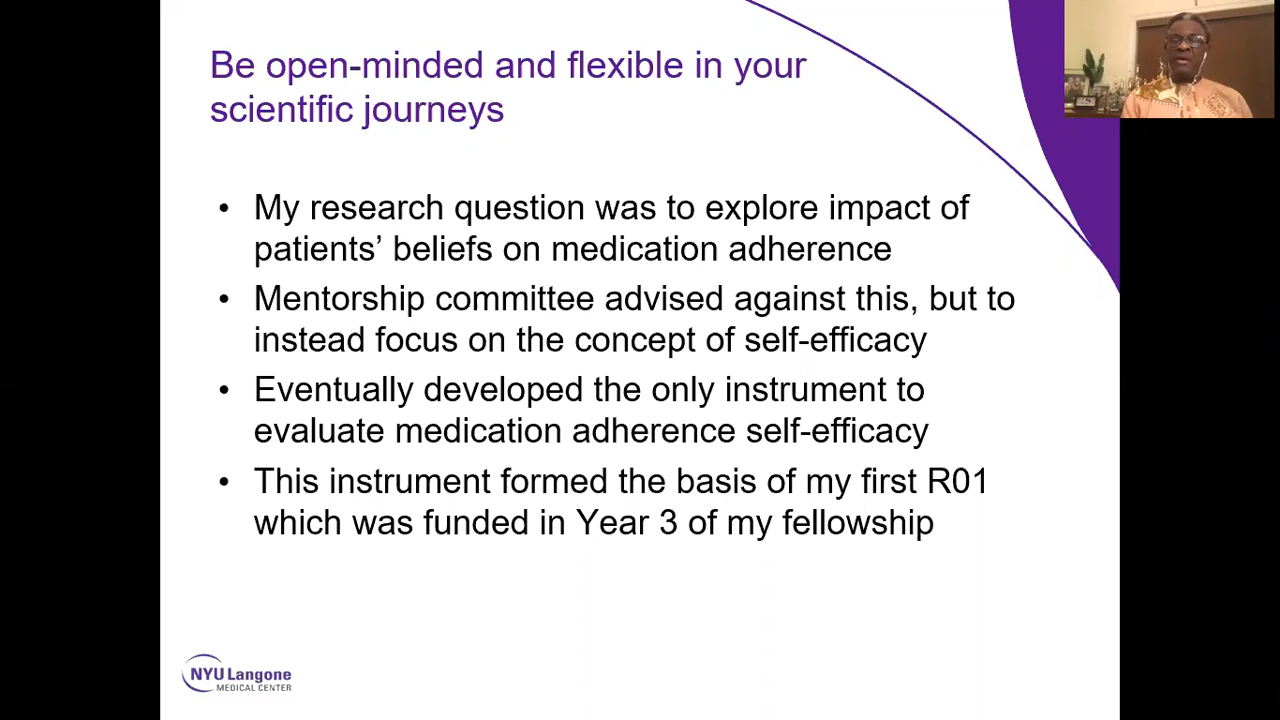 Be open-minded and flexible in your
scientific journeys
• My research question was to explore impact of
patients’ beliefs on medication adherence
• Mentorship committee advised against this, but to
instead focus on the concept of self-efficacy
• Eventually developed the only instrument to
evaluate medication adherence self-efficacy
• This instrument formed the basis of my first R01
which was funded in Year 3 of my fellowship
NYU Langone
MEDICAL CENTER